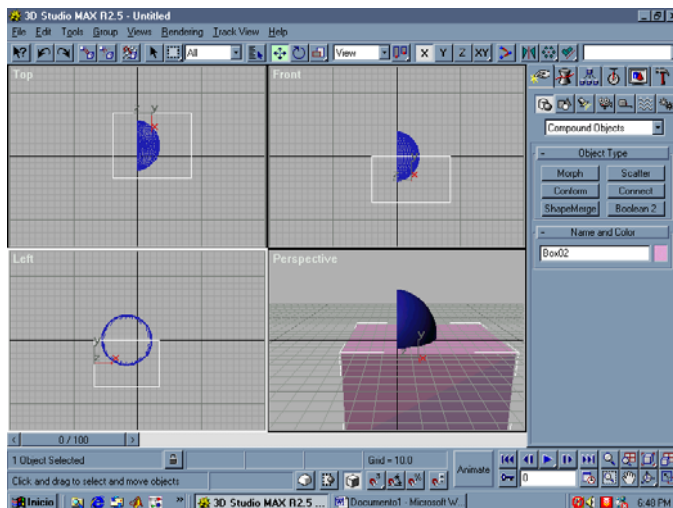 3D Studio MAX R2.5 - Untitled
File Edit Tools Group Views Rendering Track View Help
All View X Y Z XY
Top
Front
Compound Objects
- Object Type
Morph Scatter
Conform Connect
ShapeMerge Boolean 2
- Name and Color
Box02
Left
Perspective
0 / 100
1 Object Selected Grid = 10.0
Animate
Click and drag to select and move objects 0
Inicio » 3D Studio MAX R2.5 ... Documento1 - Microsoft W... 6:48 PM